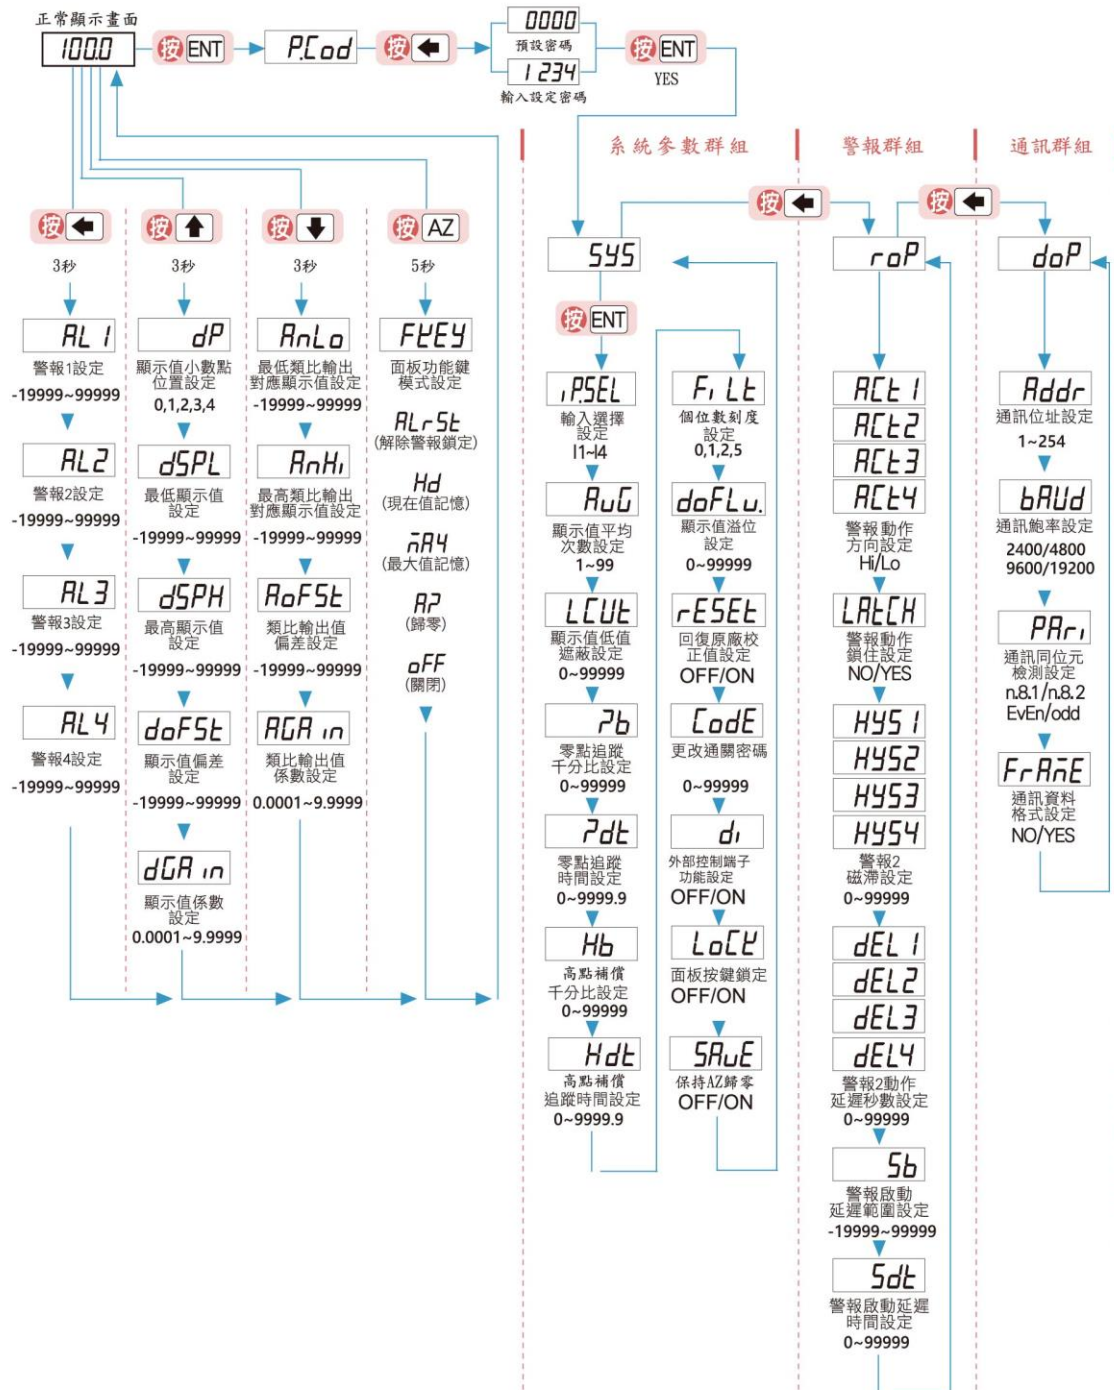 正常顯示畫面
100.0
按 ENT
P.Cod
按
0000
預設密碼
1234
輸入設定密碼
按 ENT
YES
系統參數群組
警報群組
通訊群組
按
3秒
AL1
警報1設定
-19999~99999
AL2
警報2設定
-19999~99999
AL3
警報3設定
-19999~99999
AL4
警報4設定
-19999~99999
按
3秒
dP
顯示值小數點
位置設定
0,1,2,3,4
dSPL
最低顯示值
設定
-19999~99999
dSPH
最高顯示值
設定
-19999~99999
doFSt
顯示值偏差
設定
-19999~99999
dGAin
顯示值係數
設定
0.0001~9.9999
按
3秒
AnLo
最低類比輸出
對應顯示值設定
-19999~99999
AnHi
最高類比輸出
對應顯示值設定
-19999~99999
AoFSt
類比輸出值
偏差設定
-19999~99999
AGAin
類比輸出值
係數設定
0.0001~9.9999
按 AZ
5秒
FKEY
面板功能鍵
模式設定
ALrSt
(解除警報鎖定)
Hd
(現在值記憶)
mAX
(最大值記憶)
AZ
(歸零)
oFF
(關閉)
SYS
按 ENT
iP.SEL
輸入選擇
設定
I1~I4
AvG
顯示值平均
次數設定
1~99
LCUt
顯示值低值
遮蔽設定
0~99999
Zb
零點追蹤
千分比設定
0~99999
Zdt
零點追蹤
時間設定
0~9999.9
Hb
高點補償
千分比設定
0~99999
Hdt
高點補償
追蹤時間設定
0~9999.9
FiLt
個位數刻度
設定
0,1,2,5
doFLv.
顯示值溢位
設定
0~99999
rESEt
回復原廠校
正值設定
OFF/ON
CodE
更改通關密碼
0~99999
di
外部控制端子
功能設定
OFF/ON
LoCK
面板按鍵鎖定
OFF/ON
SAvE
保持AZ歸零
OFF/ON
按
roP
ACt1
ACt2
ACt3
ACt4
警報動作
方向設定
Hi/Lo
LAtCH
警報動作
鎖住設定
NO/YES
HYS1
HYS2
HYS3
HYS4
警報2
磁滯設定
0~99999
dEL1
dEL2
dEL3
dEL4
警報2動作
延遲秒數設定
0~99999
Sb
警報啟動
延遲範圍設定
-19999~99999
Sdt
警報啟動延遲
時間設定
0~99999
按
doP
Addr
通訊位址設定
1~254
bAUd
通訊鮑率設定
2400/4800
9600/19200
PAri
通訊同位元
檢測設定
n.8.1/n.8.2
EvEn/odd
FrAmE
通訊資料
格式設定
NO/YES